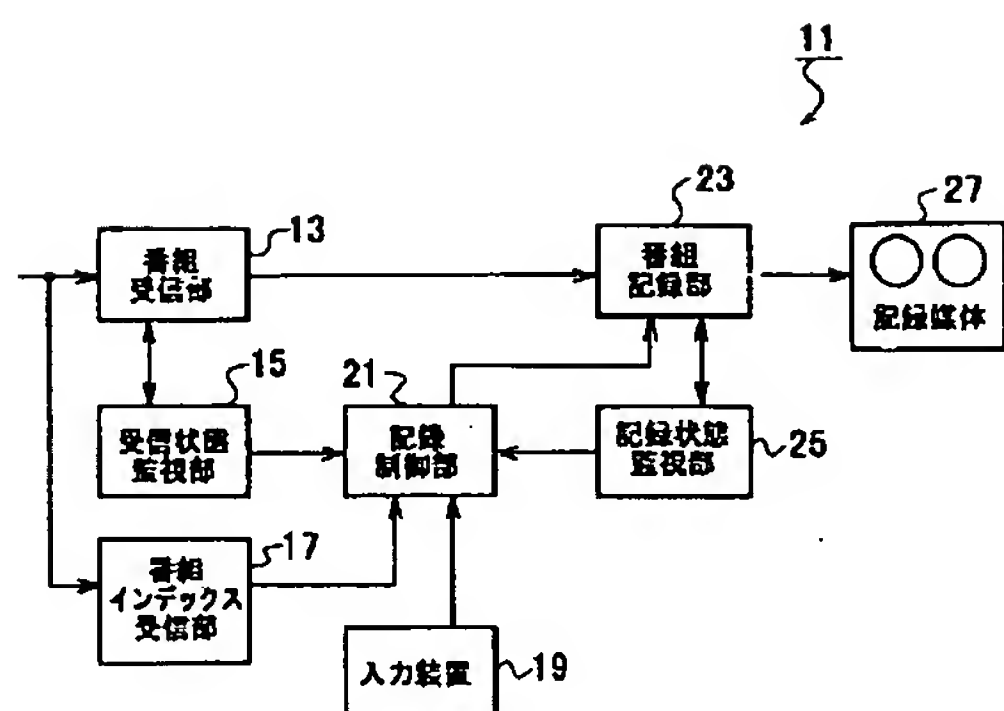 11
番組
受信部
13
番組
記録部
23
記録媒体
27
受信状態
監視部
15
記録
制御部
21
記録状態
監視部
25
番組
インデックス
受信部
17
入力装置
19